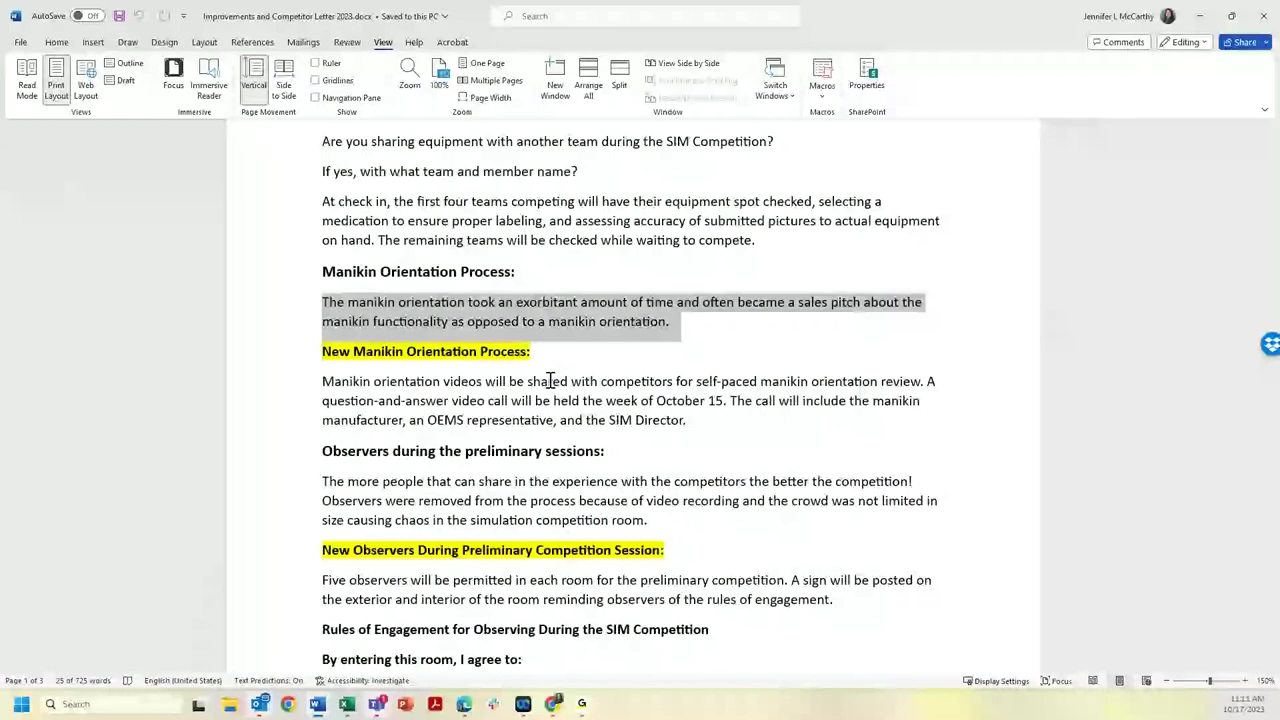 AutoSave Off Improvements and Competitor Letter 2023.docx • Saved to this PC Search Jennifer L McCarthy
File Home Insert Draw Design Layout References Mailings Review View Help Acrobat Comments Editing Share
Read Mode Print Layout Web Layout Outline Draft Focus Immersive Reader Vertical Side to Side Ruler Gridlines Navigation Pane Zoom 100% One Page Multiple Pages Page Width New Window Arrange All Split View Side by Side Switch Windows Macros Properties
Views Immersive Page Movement Show Zoom Window Macros SharePoint
Are you sharing equipment with another team during the SIM Competition?
If yes, with what team and member name?
At check in, the first four teams competing will have their equipment spot checked, selecting a
medication to ensure proper labeling, and assessing accuracy of submitted pictures to actual equipment
on hand. The remaining teams will be checked while waiting to compete.
Manikin Orientation Process:
The manikin orientation took an exorbitant amount of time and often became a sales pitch about the
manikin functionality as opposed to a manikin orientation.
New Manikin Orientation Process:
Manikin orientation videos will be shared with competitors for self-paced manikin orientation review. A
question-and-answer video call will be held the week of October 15. The call will include the manikin
manufacturer, an OEMS representative, and the SIM Director.
Observers during the preliminary sessions:
The more people that can share in the experience with the competitors the better the competition!
Observers were removed from the process because of video recording and the crowd was not limited in
size causing chaos in the simulation competition room.
New Observers During Preliminary Competition Session:
Five observers will be permitted in each room for the preliminary competition. A sign will be posted on
the exterior and interior of the room reminding observers of the rules of engagement.
Rules of Engagement for Observing During the SIM Competition
By entering this room, I agree to:
Page 1 of 3 25 of 725 words English (United States) Text Predictions: On Accessibility: Investigate Display Settings Focus 150%
Search
11:11 AM
10/17/2023